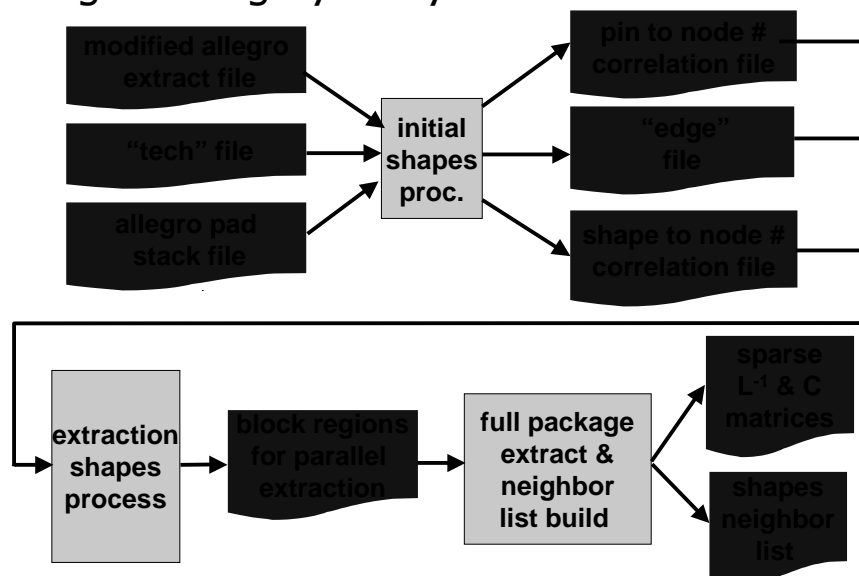 modified allegro
extract file
“tech” file
allegro pad
stack file
initial
shapes
proc.
pin to node #
correlation file
“edge”
file
shape to node #
correlation file
extraction
shapes
process
block regions
for parallel
extraction
full package
extract &
neighbor
list build
sparse
L⁻¹ & C
matrices
shapes
neighbor
list